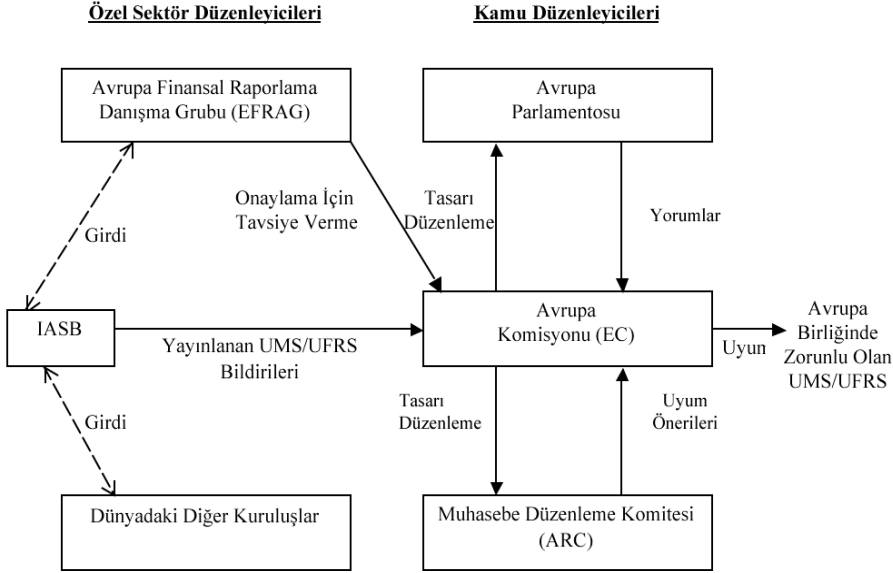 Özel Sektör Düzenleyicileri
Kamu Düzenleyicileri
Avrupa Finansal Raporlama
Danışma Grubu (EFRAG)
Avrupa
Parlamentosu
Onaylama İçin
Tavsiye Verme
Tasarı
Düzenleme
Yorumlar
Girdi
IASB
Yayınlanan UMS/UFRS
Bildirileri
Avrupa
Komisyonu (EC)
Uyun
Avrupa
Birliğinde
Zorunlu Olan
UMS/UFRS
Girdi
Tasarı
Düzenleme
Uyum
Önerileri
Dünyadaki Diğer Kuruluşlar
Muhasebe Düzenleme Komitesi
(ARC)